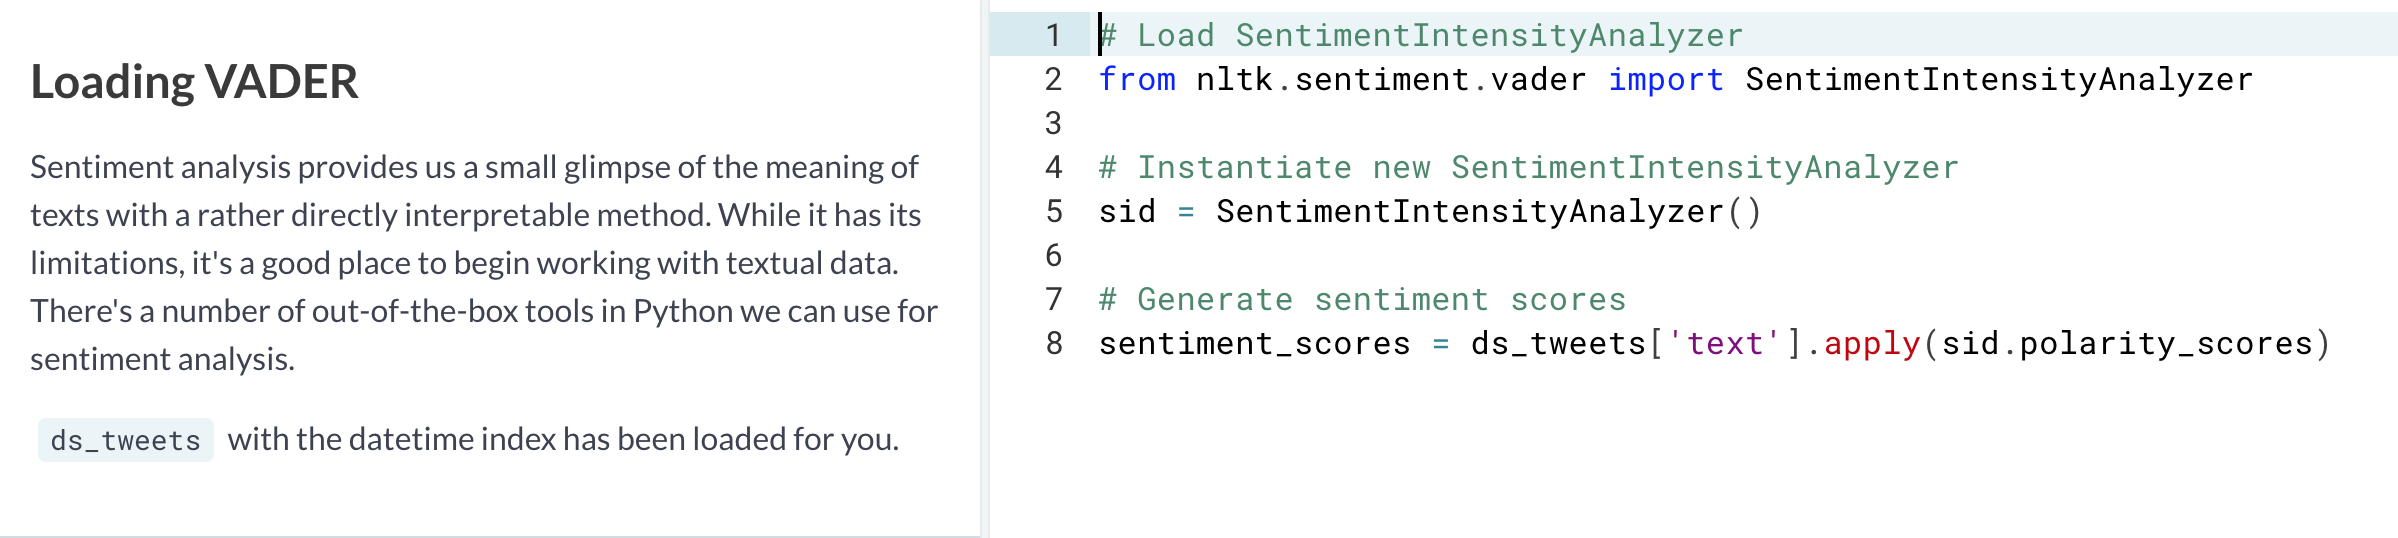 Loading VADER
Sentiment analysis provides us a small glimpse of the meaning of
texts with a rather directly interpretable method. While it has its
limitations, it's a good place to begin working with textual data.
There's a number of out-of-the-box tools in Python we can use for
sentiment analysis.
ds_tweets with the datetime index has been loaded for you.
1 # Load SentimentIntensityAnalyzer
2 from nltk.sentiment.vader import SentimentIntensityAnalyzer
3
4 # Instantiate new SentimentIntensityAnalyzer
5 sid = SentimentIntensityAnalyzer()
6
7 # Generate sentiment scores
8 sentiment_scores = ds_tweets['text'].apply(sid.polarity_scores)